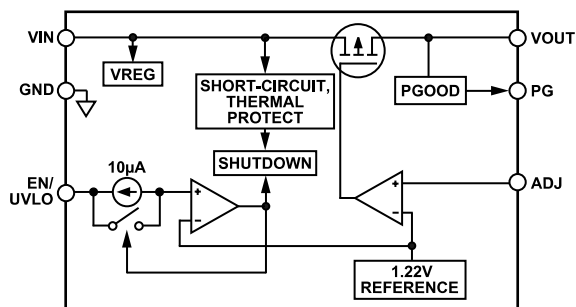 VIN
VOUT
VREG
GND
SHORT-CIRCUIT,
THERMAL
PROTECT
PGOOD
PG
10µA
SHUTDOWN
EN/
UVLO
+
−
+
−
ADJ
1.22V
REFERENCE